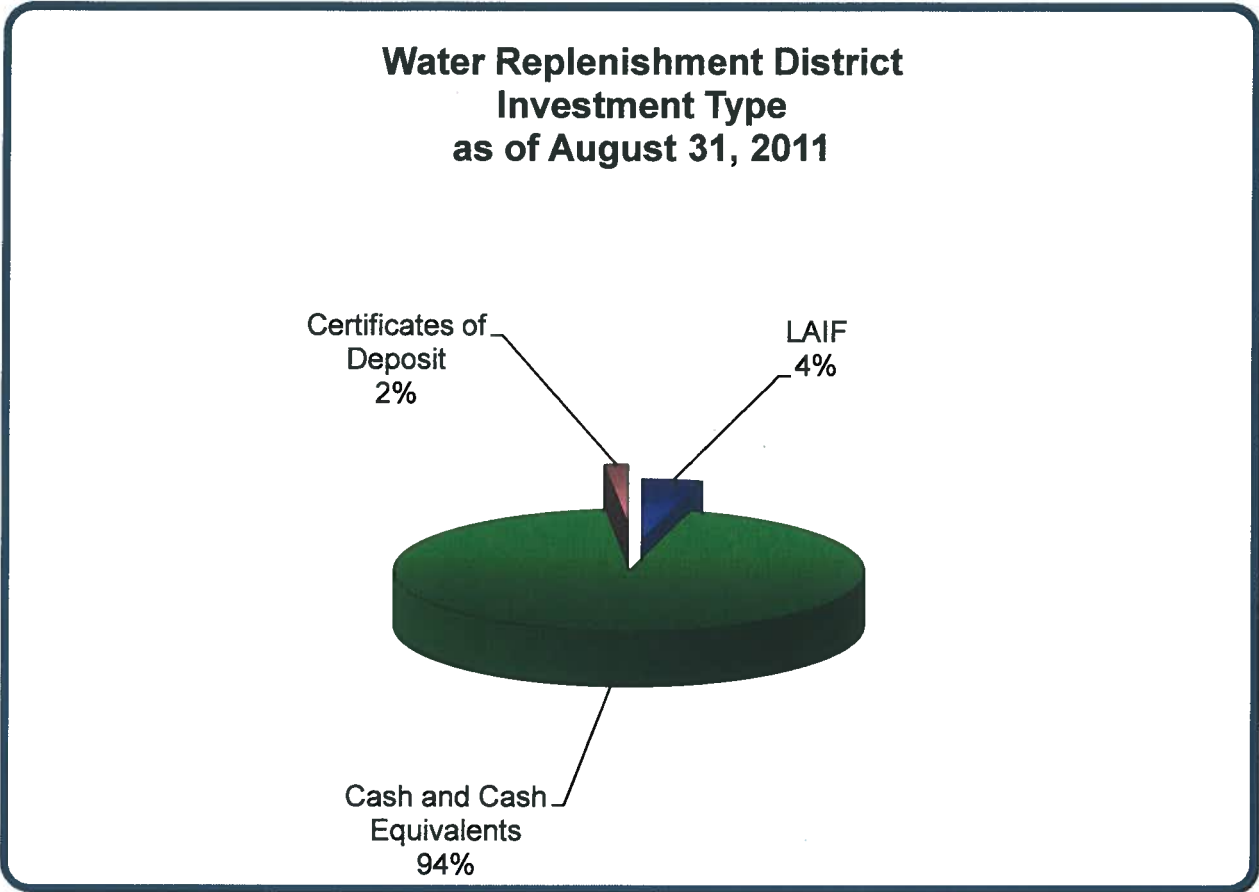 Water Replenishment District
Investment Type
as of August 31, 2011
Certificates of
Deposit
2%
LAIF
4%
Cash and Cash
Equivalents
94%